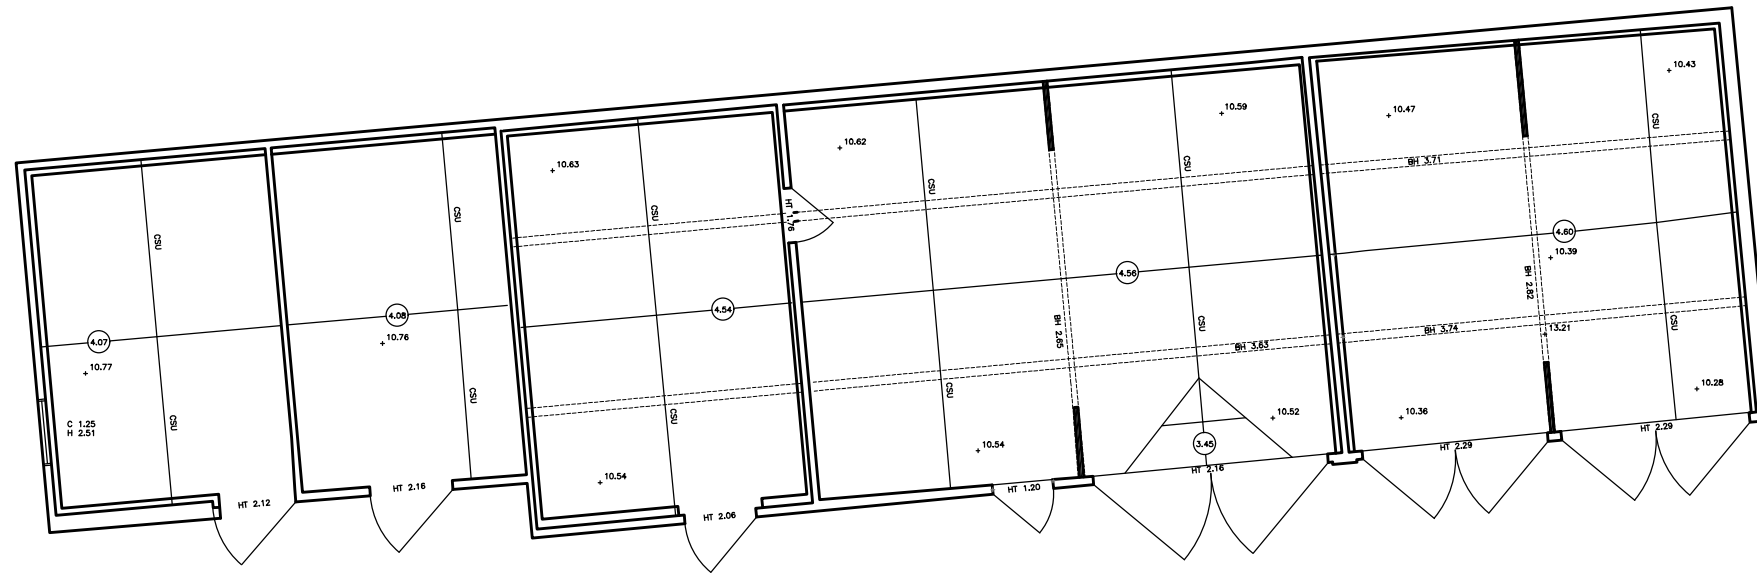 4.07
10.77
C 1.25
H 2.51
CSU
CSU
HT 2.12
4.08
10.76
CSU
CSU
HT 2.16
10.63
CSU
4.54
CSU
10.54
HT 2.06
HT 1.76
10.62
CSU
CSU
10.54
HT 1.20
BH 2.65
10.59
CSU
4.56
CSU
BH 3.63
10.52
3.45
HT 2.16
10.47
BH 3.71
4.60
10.39
BH 2.82
BH 3.74
13.21
10.36
HT 2.29
10.43
CSU
CSU
10.28
HT 2.29